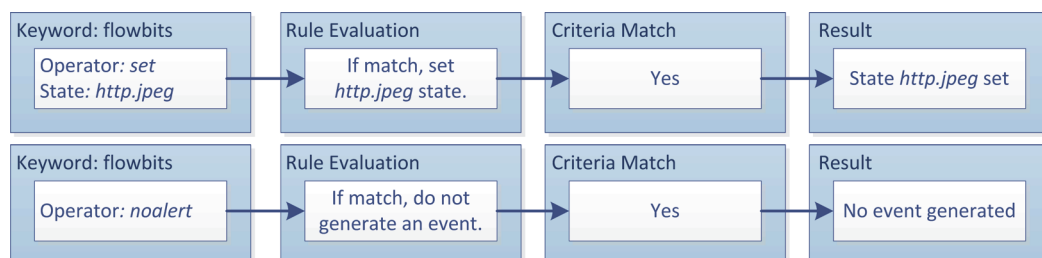 Keyword: flowbits
Operator: set
State: http.jpeg
Rule Evaluation
If match, set
http.jpeg state.
Criteria Match
Yes
Result
State http.jpeg set
Keyword: flowbits
Operator: noalert
Rule Evaluation
If match, do not
generate an event.
Criteria Match
Yes
Result
No event generated